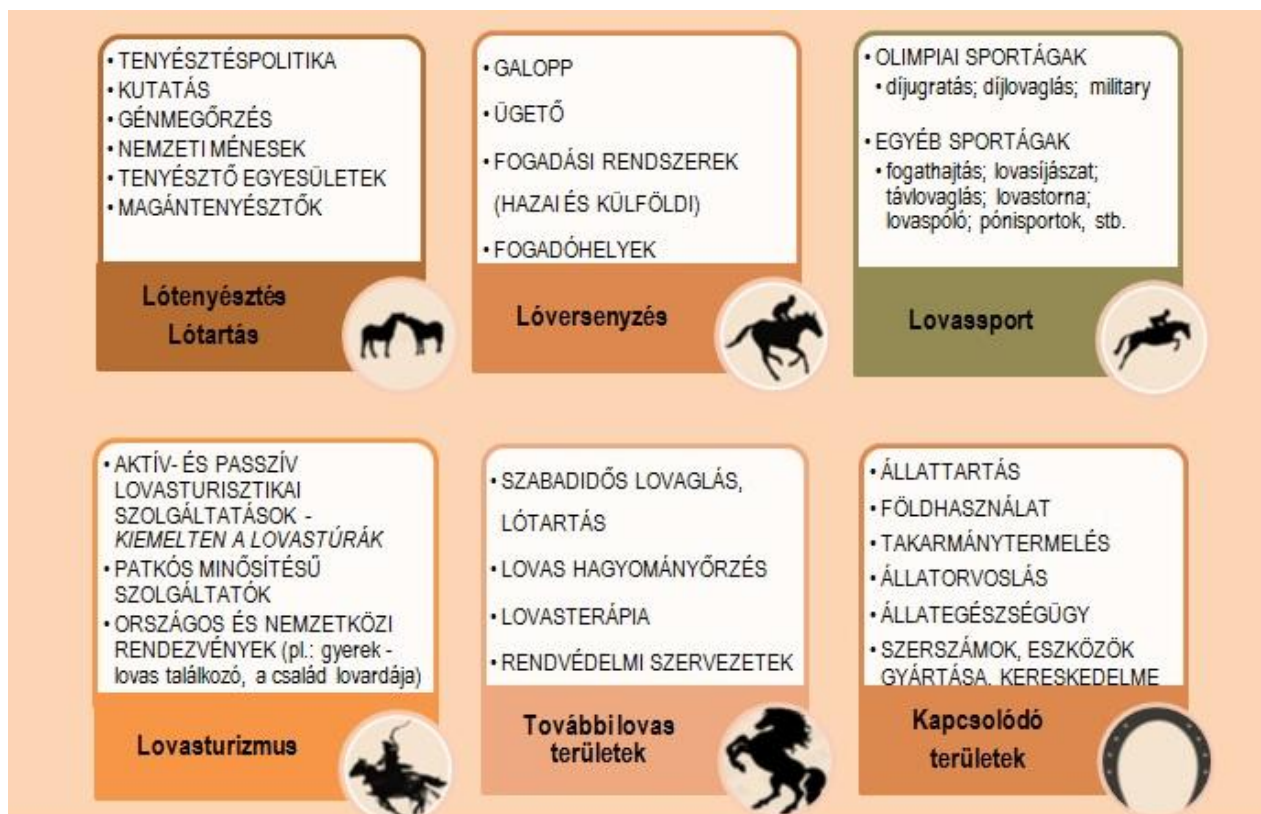 • TENYÉSZTÉSPOLITIKA
• KUTATÁS
• GÉNMEGŐRZÉS
• NEMZETI MÉNESEK
• TENYÉSZTŐ EGYESÜLETEK
• MAGÁNTENYÉSZTŐK
Lótenyésztés
Lótartás
• GALOPP
• ÜGETŐ
• FOGADÁSI RENDSZEREK
(HAZAI ÉS KÜLFÖLDI)
• FOGADÓHELYEK
Lóversenyzés
• OLIMPIAI SPORTÁGAK
• díjugratás; díjlovaglás; military
• EGYÉB SPORTÁGAK
• fogathajtás; lovasíjászat;
távlovaglás; lovastorna;
lovaspóló; pónisportok, stb.
Lovassport
• AKTÍV- ÉS PASSZÍV
LOVASTURISZTIKAI
SZOLGÁLTATÁSOK -
KIEMELTEN A LOVASTÚRÁK
• PATKÓS MINŐSÍTÉSŰ
SZOLGÁLTATÓK
• ORSZÁGOS ÉS NEMZETKÖZI
RENDEZVÉNYEK (pl.: gyerek -
lovas találkozó, a család lovardája)
Lovasturizmus
• SZABADIDŐS LOVAGLÁS,
LÓTARTÁS
• LOVAS HAGYOMÁNYŐRZÉS
• LOVASTERÁPIA
• RENDVÉDELMI SZERVEZETEK
További lovas
területek
• ÁLLATTARTÁS
• FÖLDHASZNÁLAT
• TAKARMÁNYTERMELÉS
• ÁLLATORVOSLÁS
• ÁLLATEGÉSZSÉGÜGY
• SZERSZÁMOK, ESZKÖZÖK
GYÁRTÁSA, KERESKEDELME
Kapcsolódó
területek